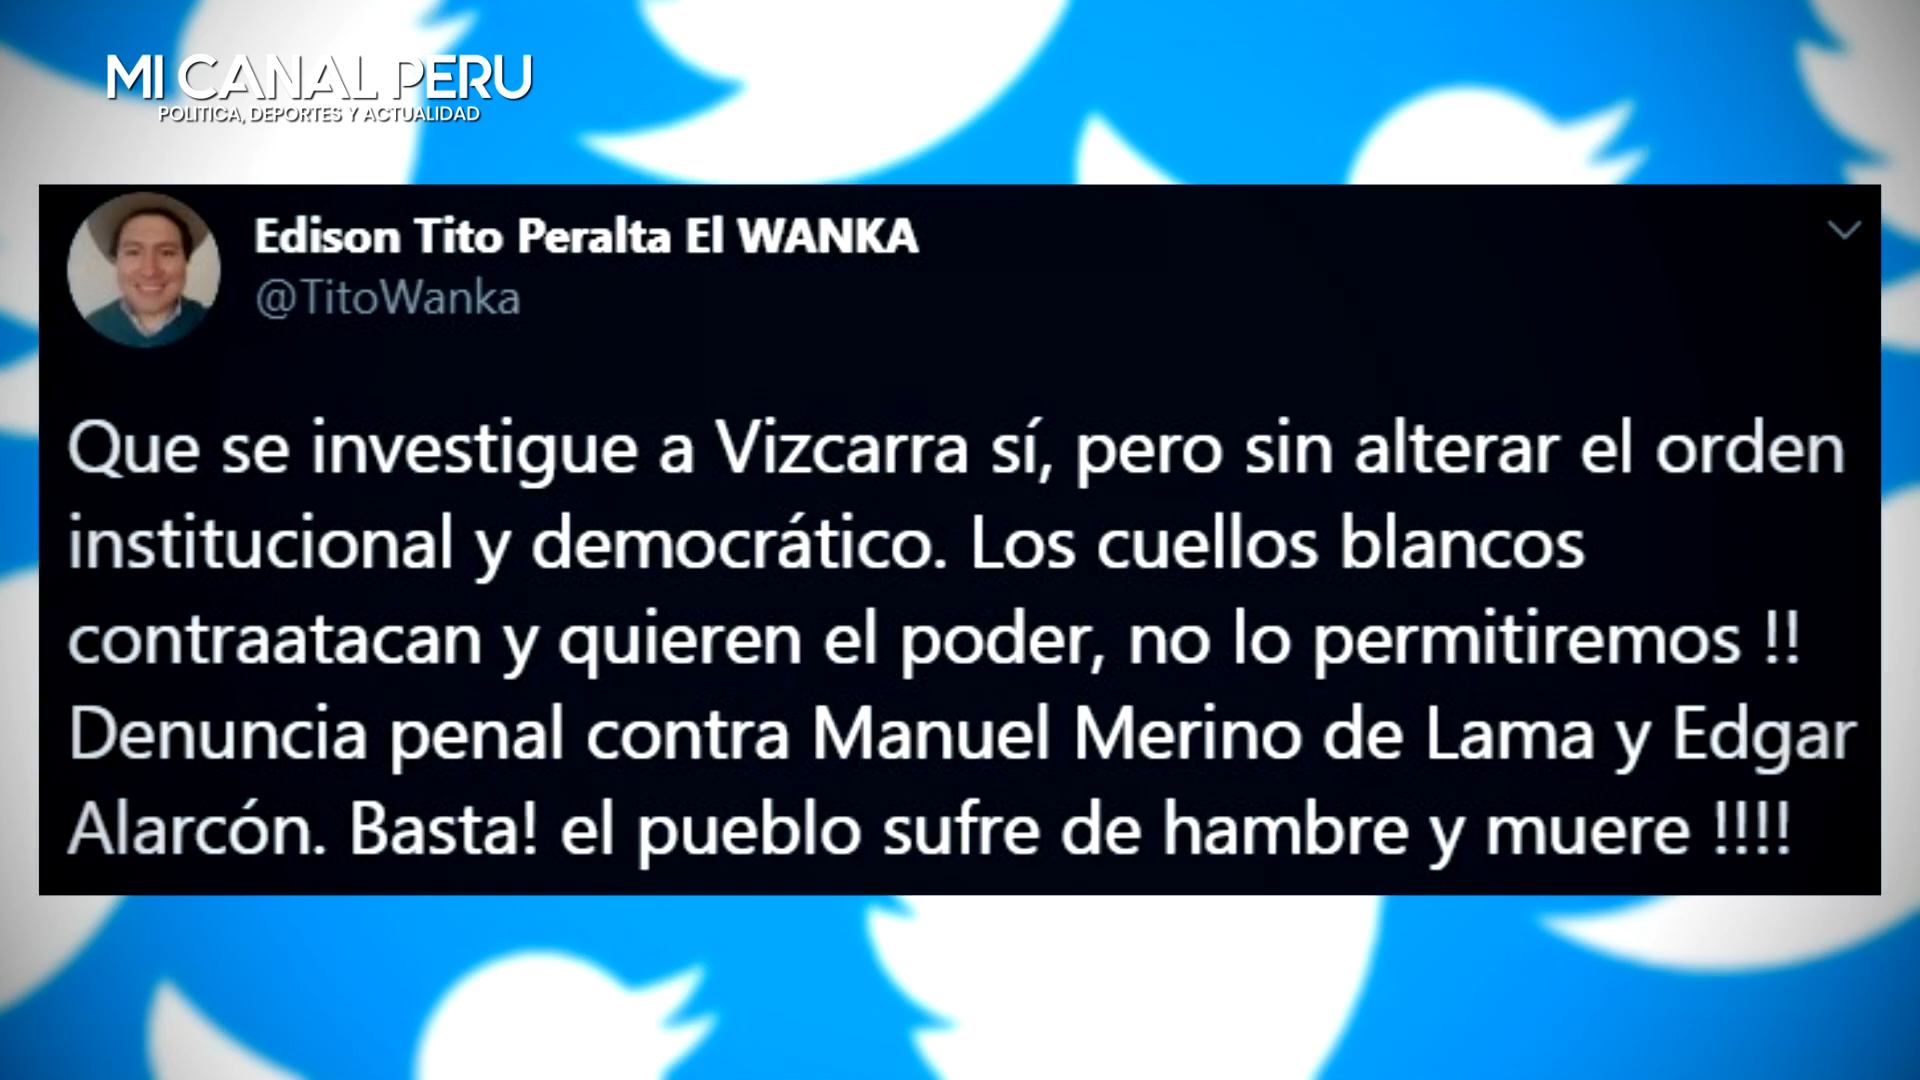 MI CANAL PERU
POLITICA, DEPORTES Y ACTUALIDAD
Edison Tito Peralta El WANKA
@TitoWanka
Que se investigue a Vizcarra sí, pero sin alterar el orden
institucional y democrático. Los cuellos blancos
contraatacan y quieren el poder, no lo permitiremos !!
Denuncia penal contra Manuel Merino de Lama y Edgar
Alarcón. Basta! el pueblo sufre de hambre y muere !!!!